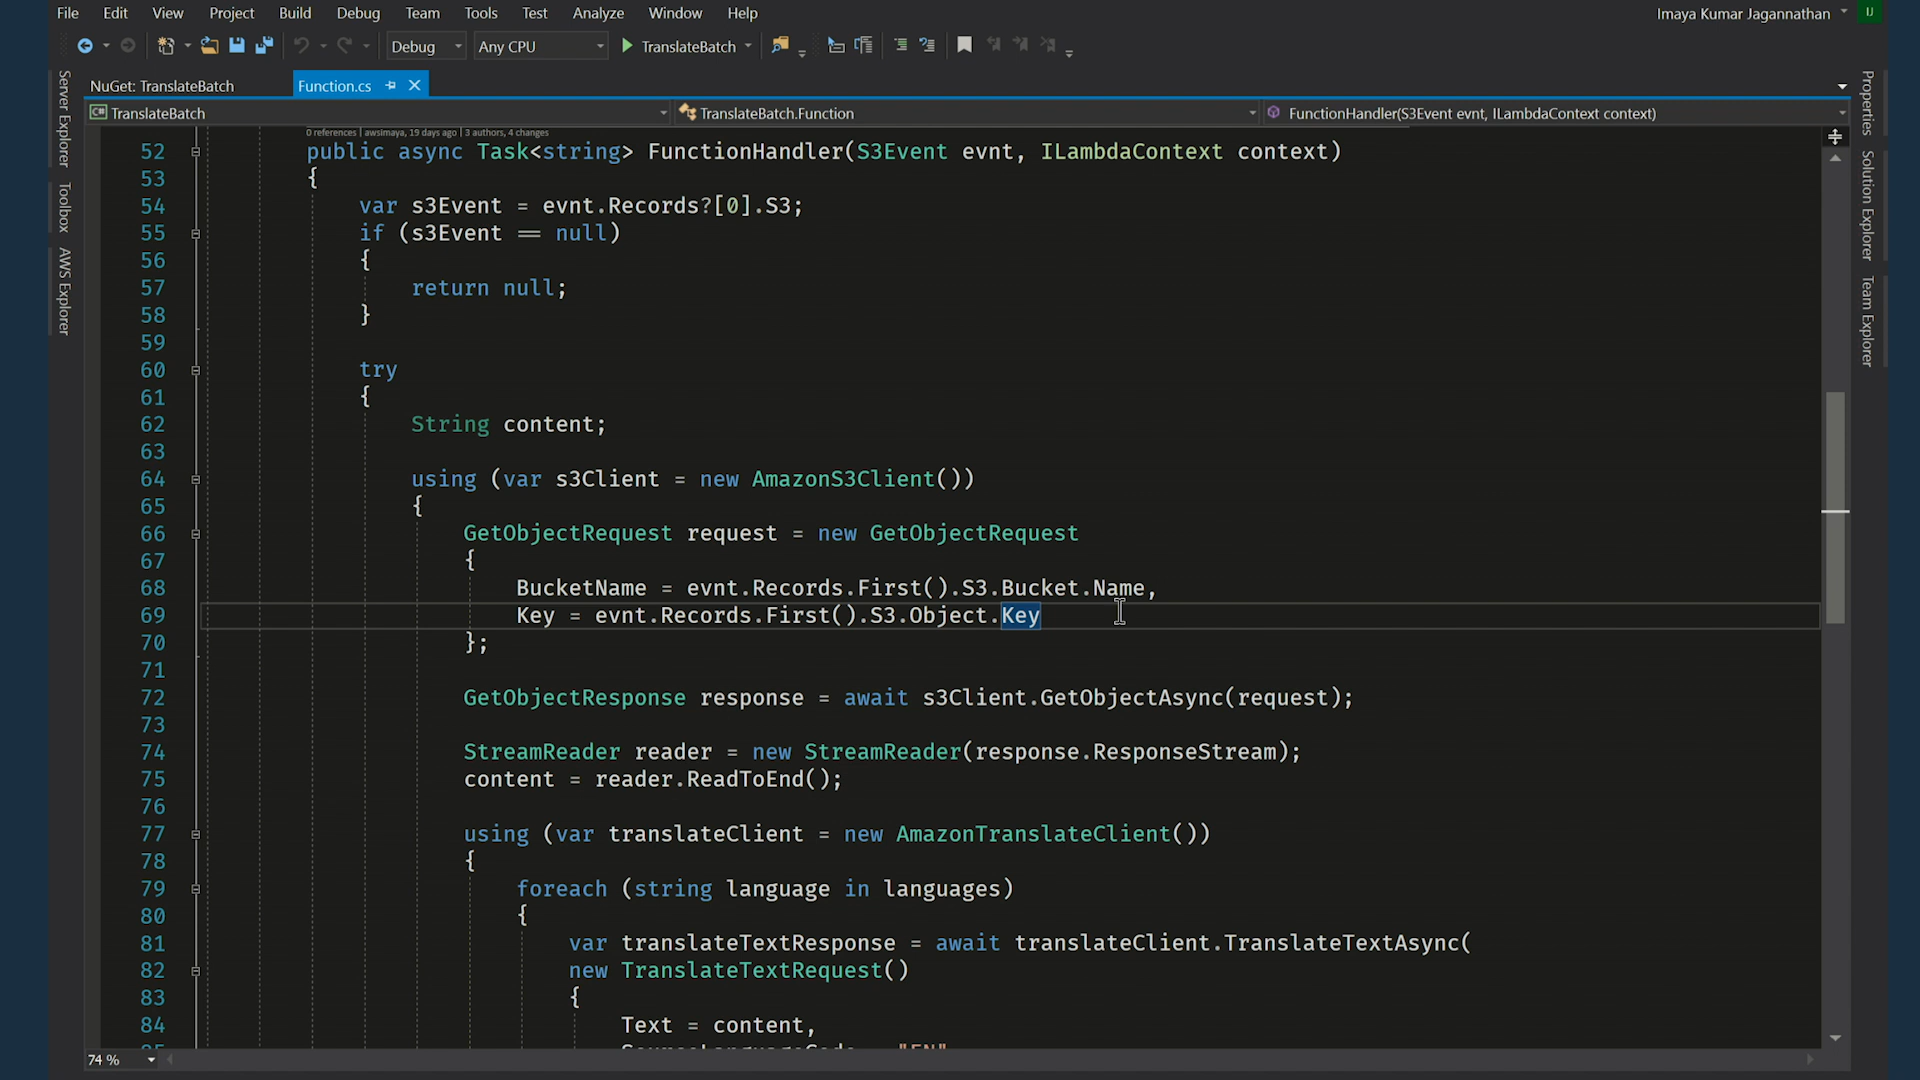 File Edit View Project Build Debug Team Tools Test Analyze Window Help Imaya Kumar Jagannathan IJ
Debug Any CPU TranslateBatch
NuGet: TranslateBatch Function.cs
TranslateBatch TranslateBatch.Function FunctionHandler(S3Event evnt, ILambdaContext context)
Server Explorer
Toolbox
AWS Explorer
Properties
Solution Explorer
Team Explorer
0 references | awsimaya, 19 days ago | 3 authors, 4 changes
52 public async Task<string> FunctionHandler(S3Event evnt, ILambdaContext context)
53 {
54 var s3Event = evnt.Records?[0].S3;
55 if (s3Event == null)
56 {
57 return null;
58 }
59
60 try
61 {
62 String content;
63
64 using (var s3Client = new AmazonS3Client())
65 {
66 GetObjectRequest request = new GetObjectRequest
67 {
68 BucketName = evnt.Records.First().S3.Bucket.Name,
69 Key = evnt.Records.First().S3.Object.Key
70 };
71
72 GetObjectResponse response = await s3Client.GetObjectAsync(request);
73
74 StreamReader reader = new StreamReader(response.ResponseStream);
75 content = reader.ReadToEnd();
76
77 using (var translateClient = new AmazonTranslateClient())
78 {
79 foreach (string language in languages)
80 {
81 var translateTextResponse = await translateClient.TranslateTextAsync(
82 new TranslateTextRequest()
83 {
84 Text = content,
74 %